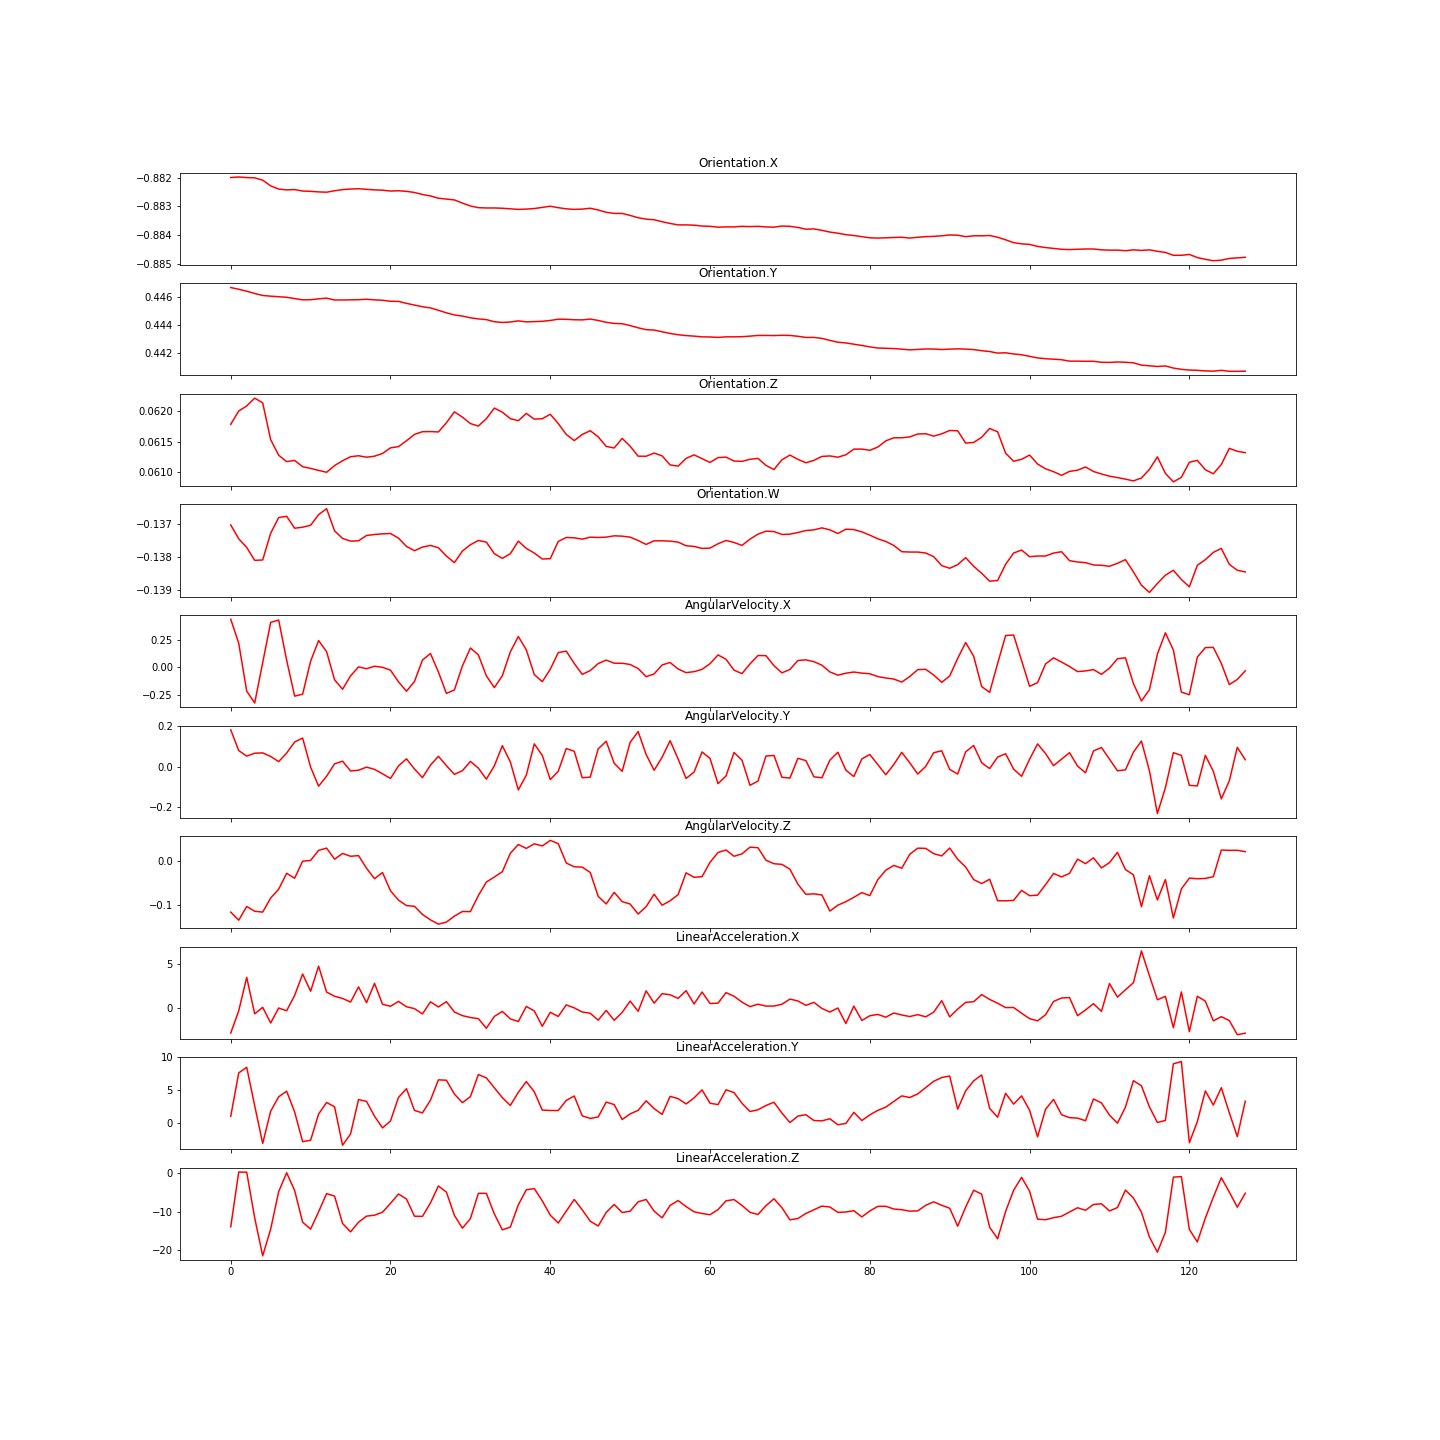 Orientation.X
−0.882
−0.883
−0.884
−0.885
Orientation.Y
0.446
0.444
0.442
Orientation.Z
0.0620
0.0615
0.0610
Orientation.W
−0.137
−0.138
−0.139
AngularVelocity.X
0.25
0.00
−0.25
AngularVelocity.Y
0.2
0.0
−0.2
AngularVelocity.Z
0.0
−0.1
LinearAcceleration.X
5
0
LinearAcceleration.Y
10
5
0
LinearAcceleration.Z
0
−10
−20
0 20 40 60 80 100 120